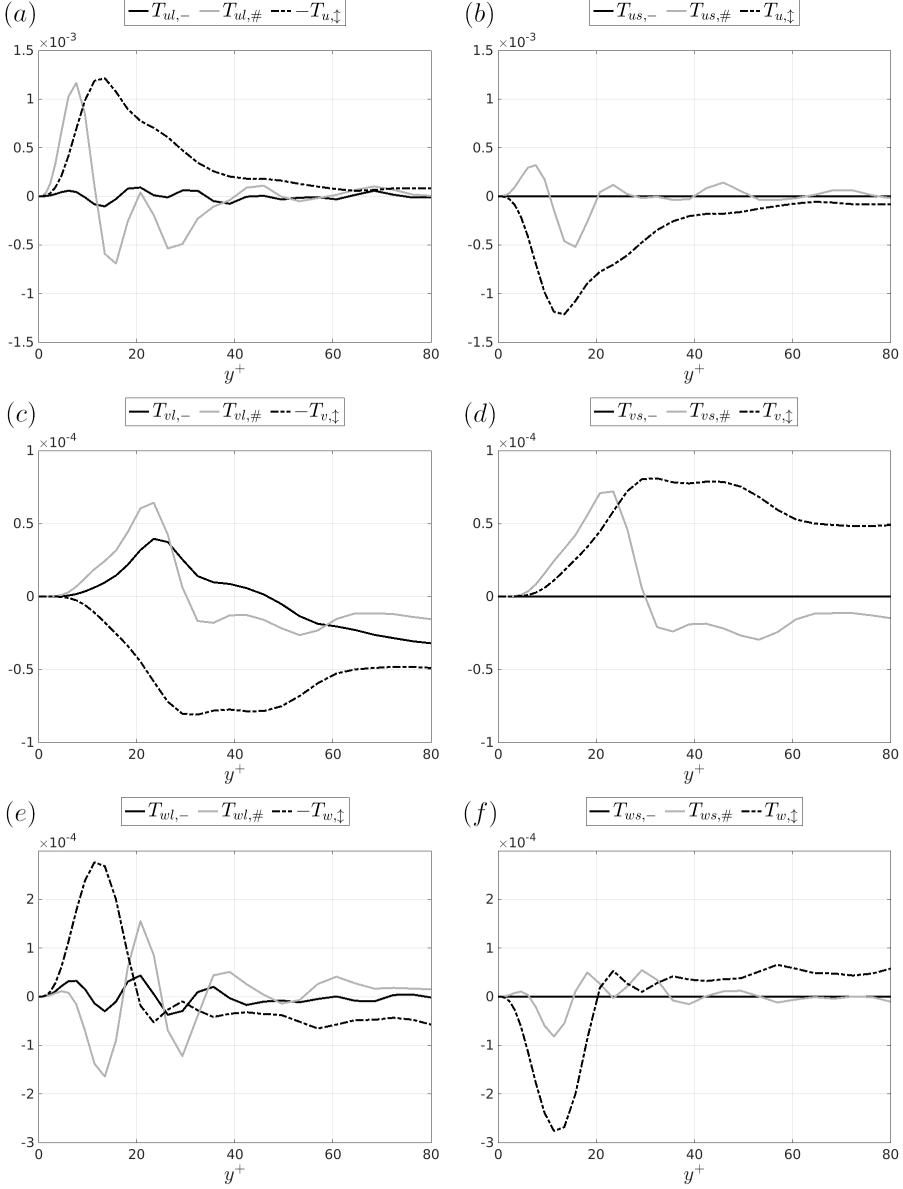 (a) T_{ul,-} T_{ul,#} -T_{u,↕}
×10^{-3}
1.5
1
0.5
0
-0.5
-1
-1.5
0 20 40 60 80
y^+
(b) T_{us,-} T_{us,#} T_{u,↕}
×10^{-3}
1.5
1
0.5
0
-0.5
-1
-1.5
0 20 40 60 80
y^+
(c) T_{vl,-} T_{vl,#} -T_{v,↕}
×10^{-4}
1
0.5
0
-0.5
-1
0 20 40 60 80
y^+
(d) T_{vs,-} T_{vs,#} T_{v,↕}
×10^{-4}
1
0.5
0
-0.5
-1
0 20 40 60 80
y^+
(e) T_{wl,-} T_{wl,#} -T_{w,↕}
×10^{-4}
2
1
0
-1
-2
-3
0 20 40 60 80
y^+
(f) T_{ws,-} T_{ws,#} T_{w,↕}
×10^{-4}
2
1
0
-1
-2
-3
0 20 40 60 80
y^+